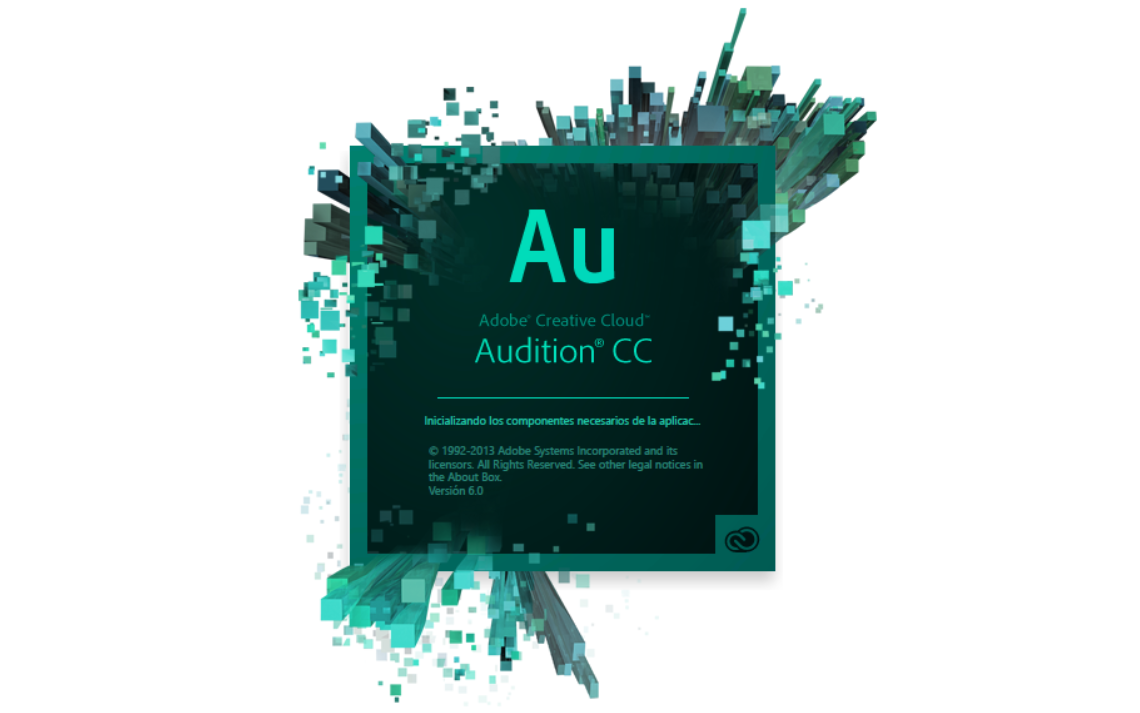 Au
Adobe® Creative Cloud™
Audition® CC
Inicializando los componentes necesarios de la aplicac...
© 1992-2013 Adobe Systems Incorporated and its
licensors. All Rights Reserved. See other legal notices in
the About Box.
Versión 6.0